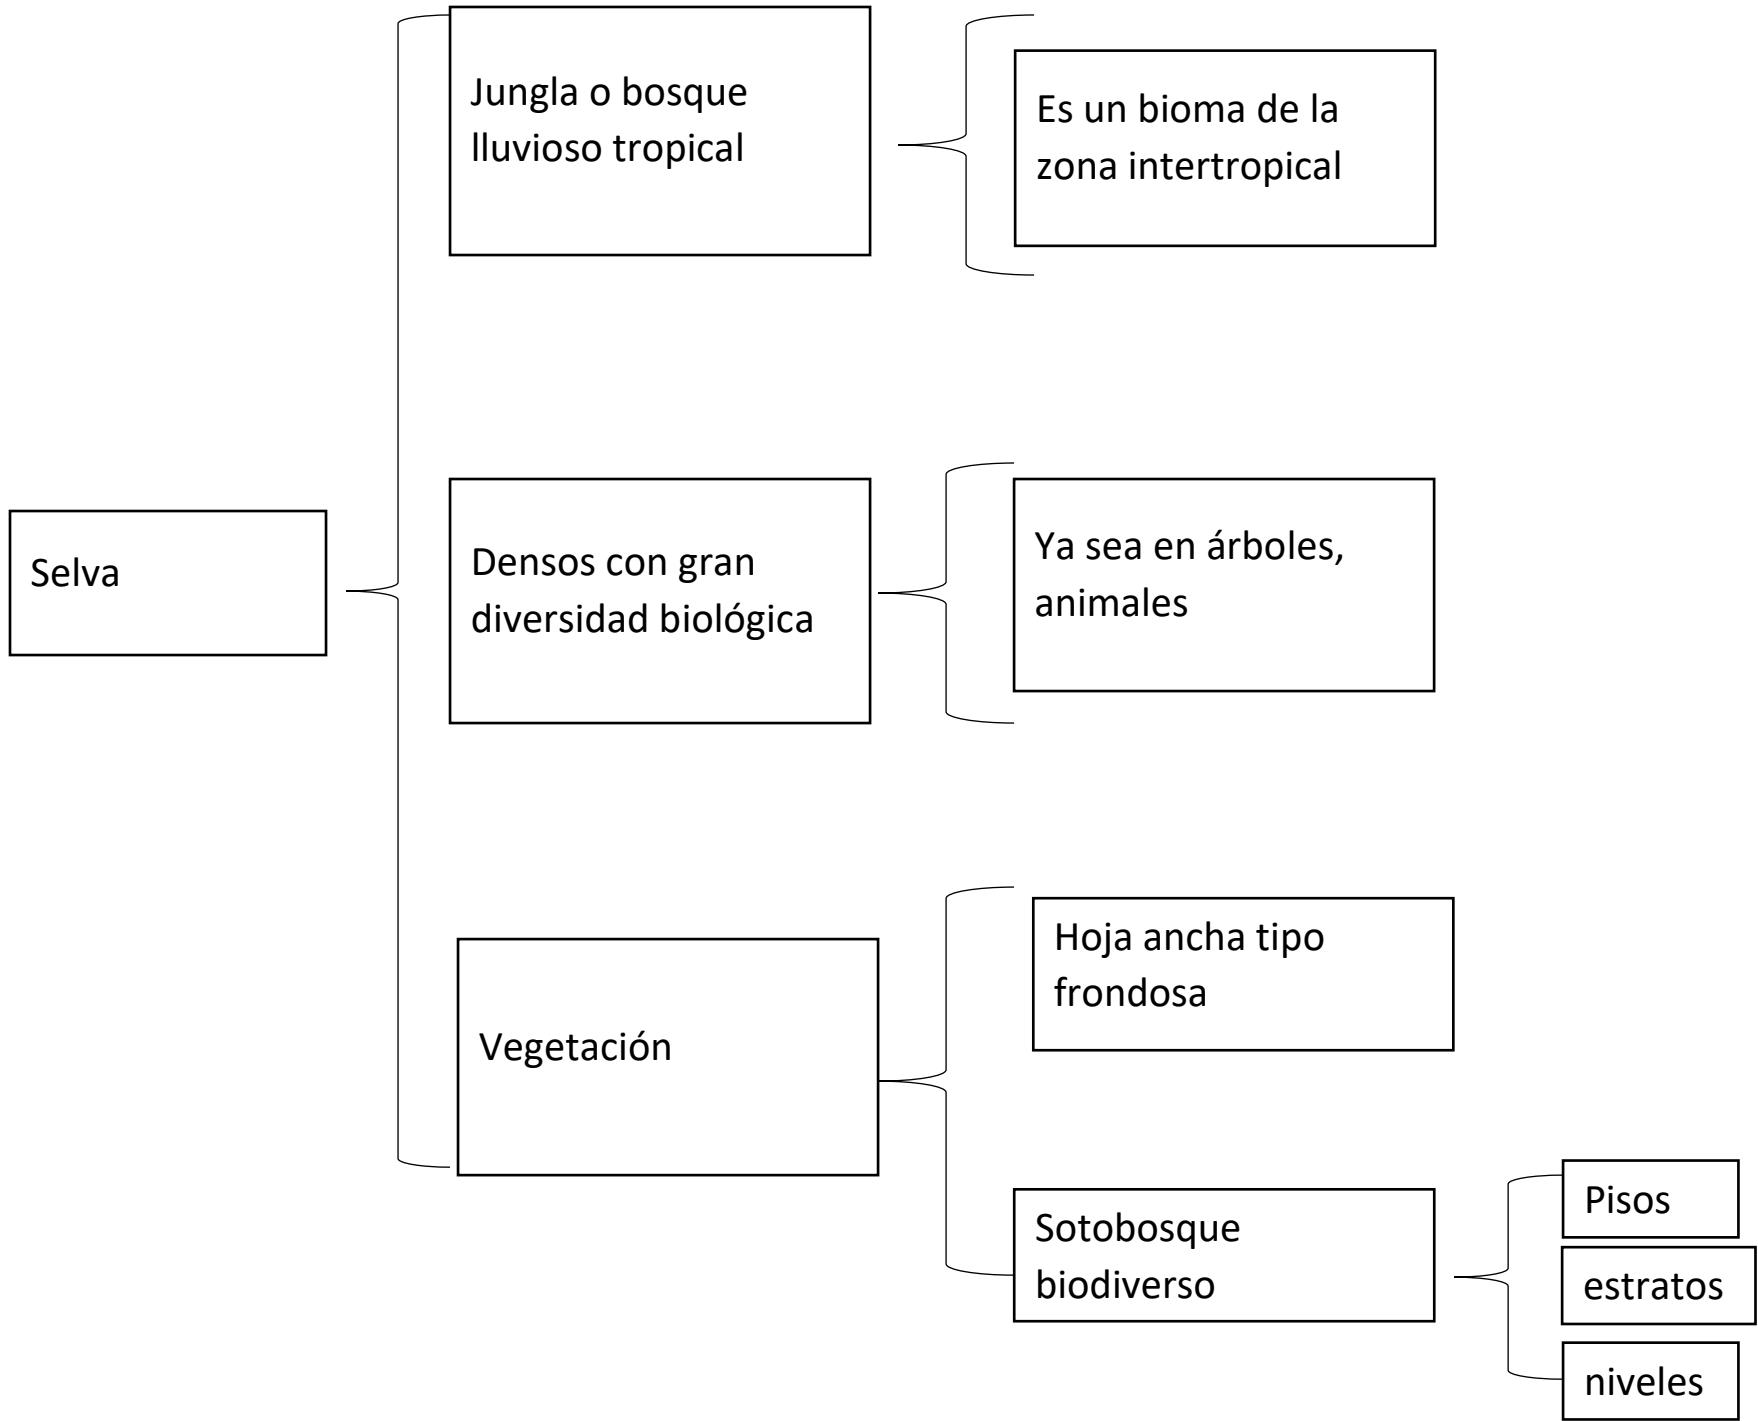 Selva
Jungla o bosque
lluvioso tropical
Es un bioma de la
zona intertropical
Densos con gran
diversidad biológica
Ya sea en árboles,
animales
Vegetación
Hoja ancha tipo
frondosa
Sotobosque
biodiverso
Pisos
estratos
niveles